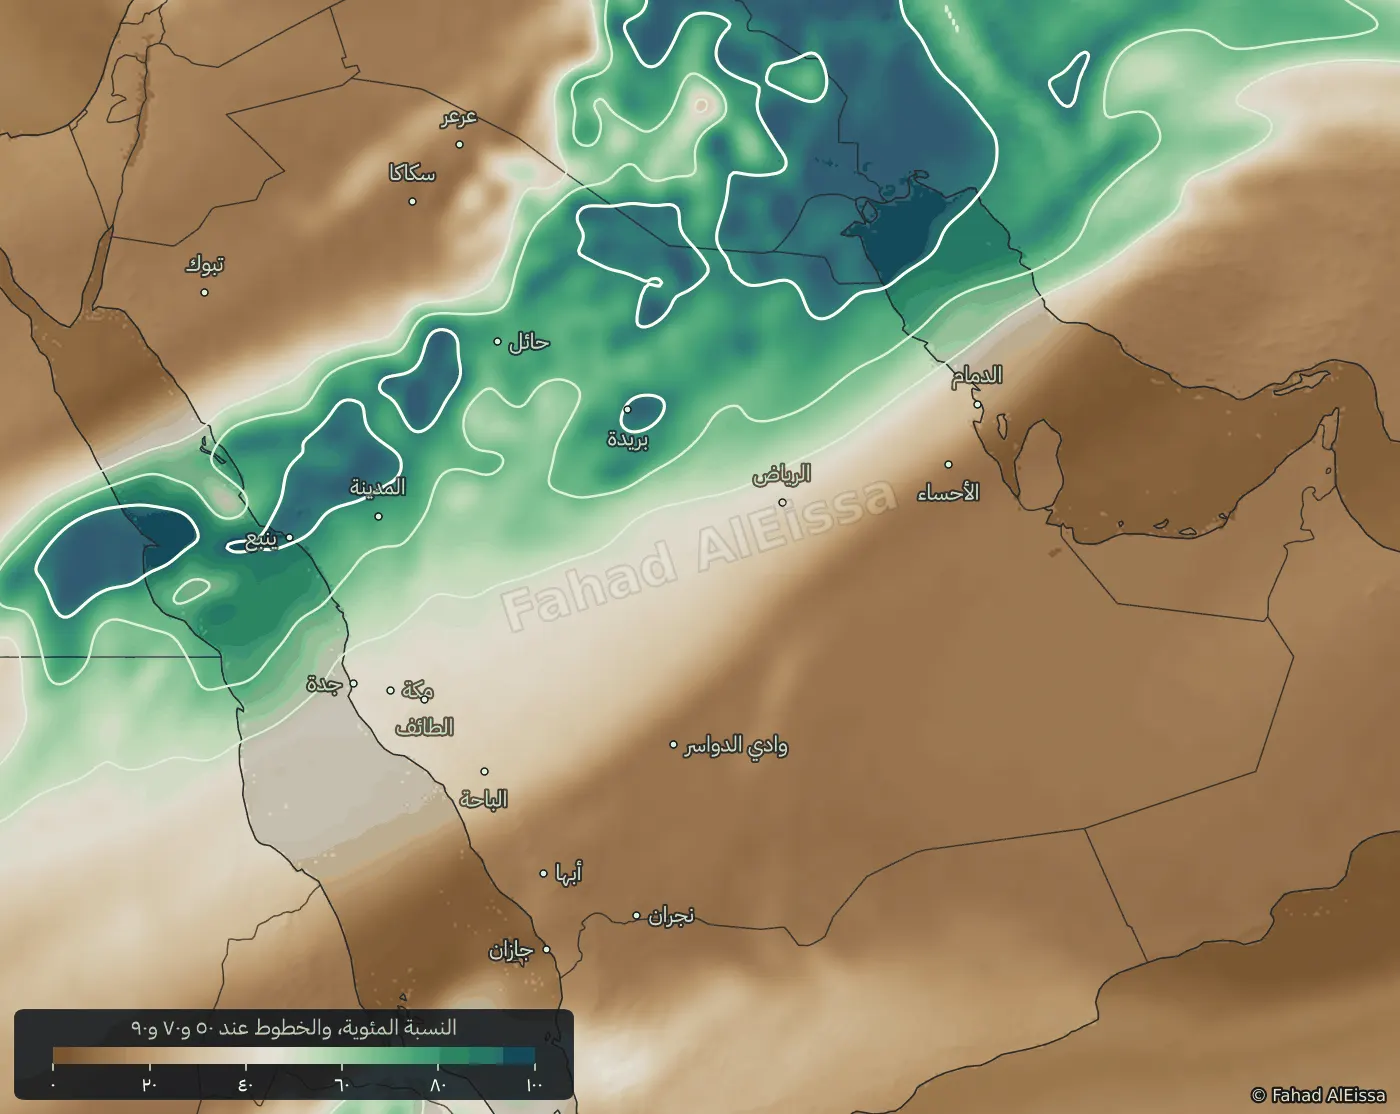 عرعر
سكاكا
تبوك
حائل
الدمام
بريدة
الرياض
الأحساء
المدينة
ينبع
Fahad AlEissa
جدة
مكة
الطائف
وادي الدواسر
الباحة
أبها
نجران
جازان
النسبة المئوية، والخطوط عند ٥٠ و٧٠ و٩٠
٠ ٢٠ ٤٠ ٦٠ ٨٠ ١٠٠
© Fahad AlEissa